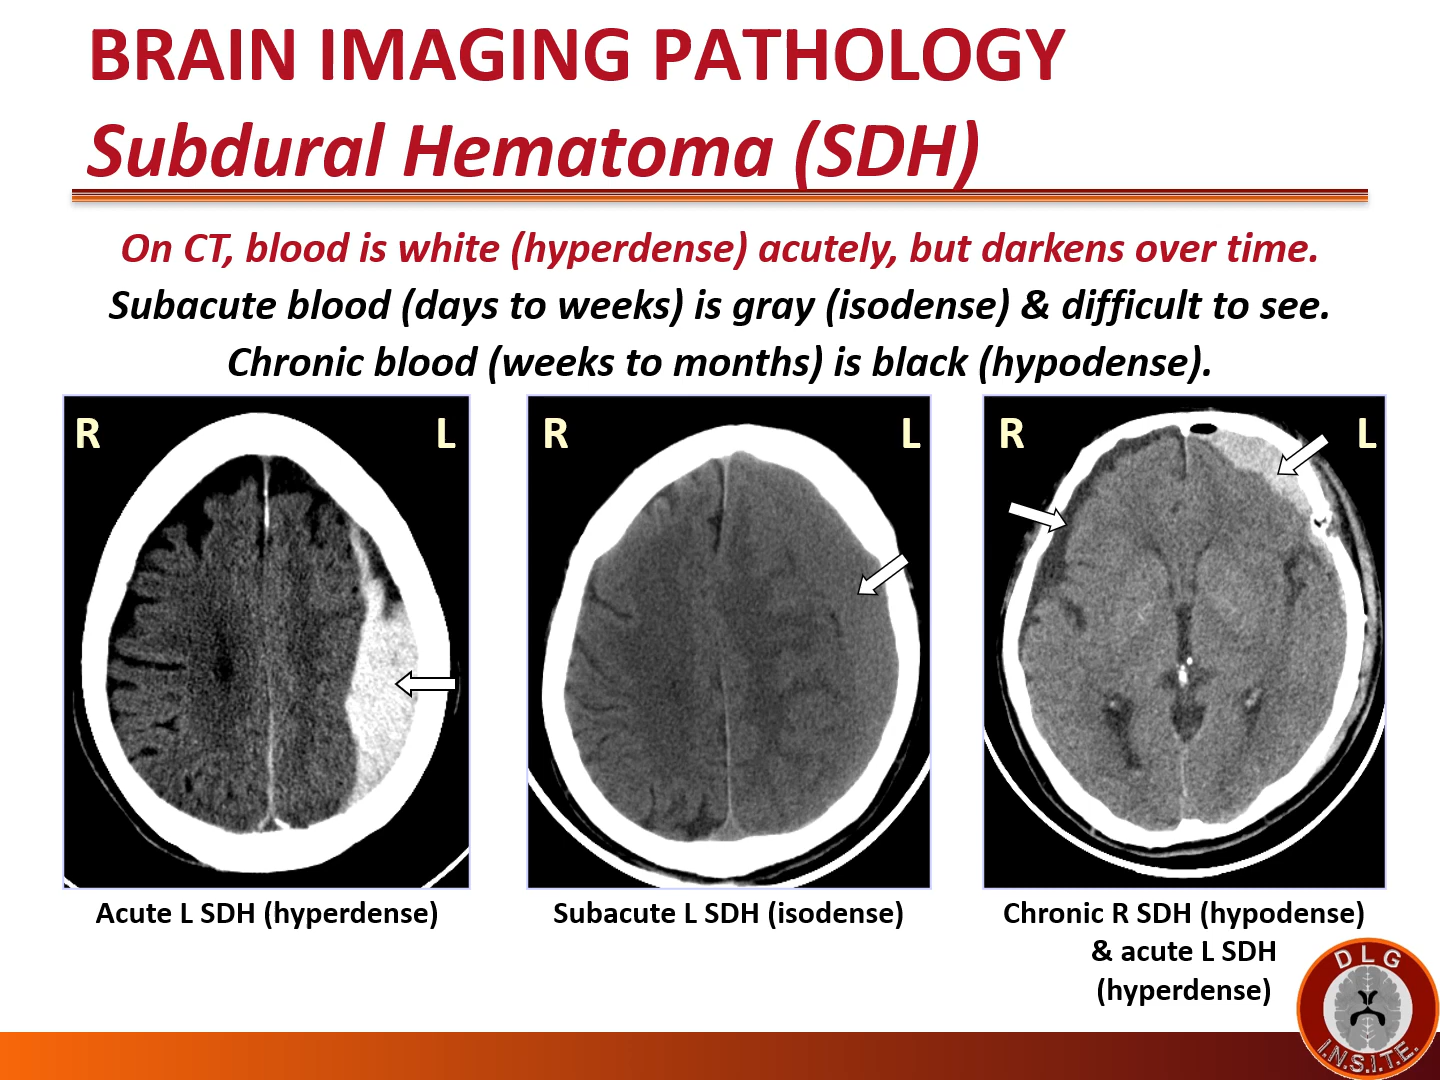 BRAIN IMAGING PATHOLOGY
Subdural Hematoma (SDH)
On CT, blood is white (hyperdense) acutely, but darkens over time.
Subacute blood (days to weeks) is gray (isodense) & difficult to see.
Chronic blood (weeks to months) is black (hypodense).
R L
R L
R L
Acute L SDH (hyperdense)
Subacute L SDH (isodense)
Chronic R SDH (hypodense)
& acute L SDH
(hyperdense)
DLG
I.N.S.I.T.E.